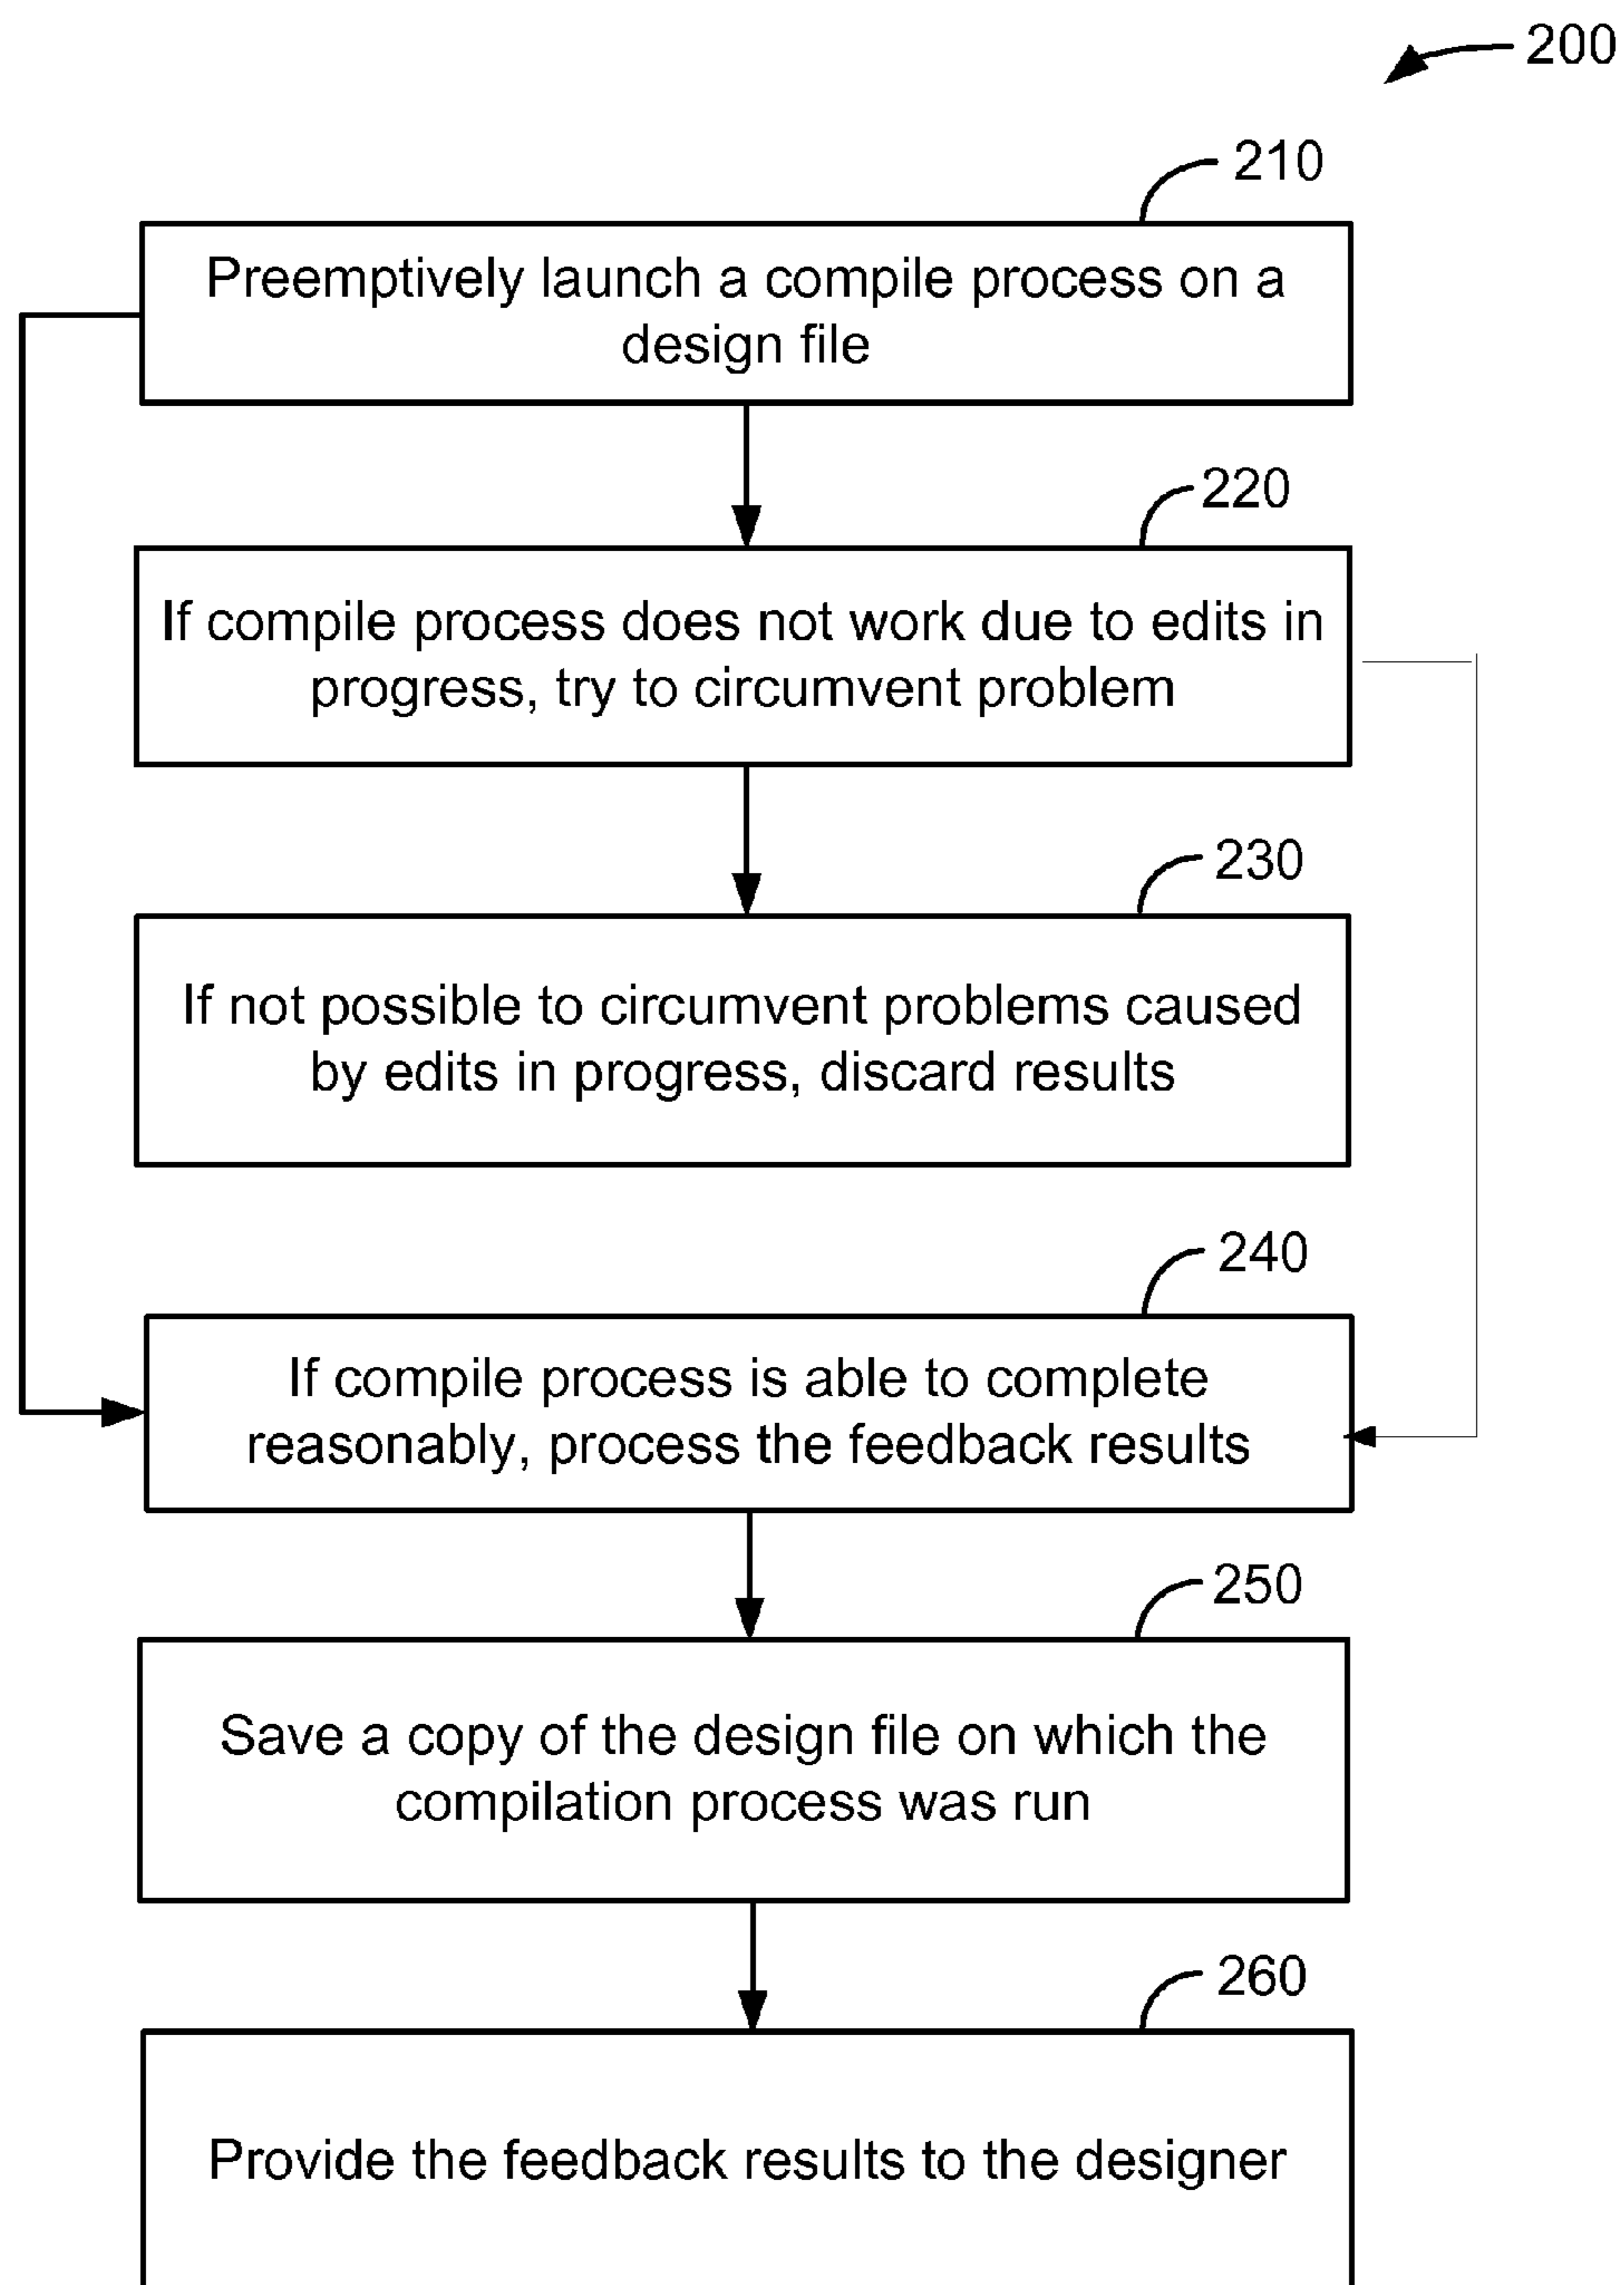 200
210
Preemptively launch a compile process on a
design file
220
If compile process does not work due to edits in
progress, try to circumvent problem
230
If not possible to circumvent problems caused
by edits in progress, discard results
240
If compile process is able to complete
reasonably, process the feedback results
250
Save a copy of the design file on which the
compilation process was run
260
Provide the feedback results to the designer